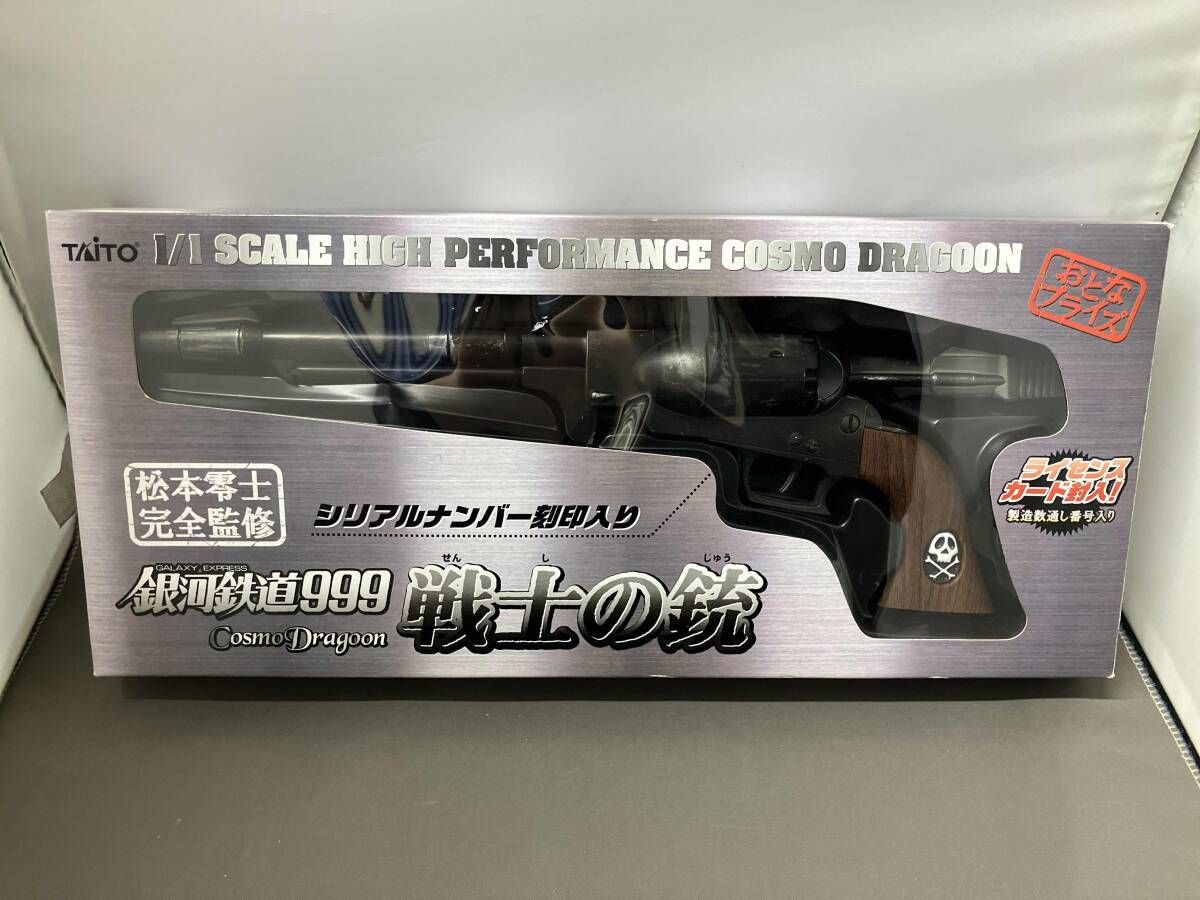 TAITO
1/1 SCALE HIGH PERFORMANCE COSMO DRAGOON
おとな
プライズ
松本零士
完全監修
シリアルナンバー刻印入り
ライセンス
カード封入!
製造数通し番号入り
GALAXY EXPRESS
銀河鉄道999
Cosmo Dragoon
せん し じゅう
戦士の銃